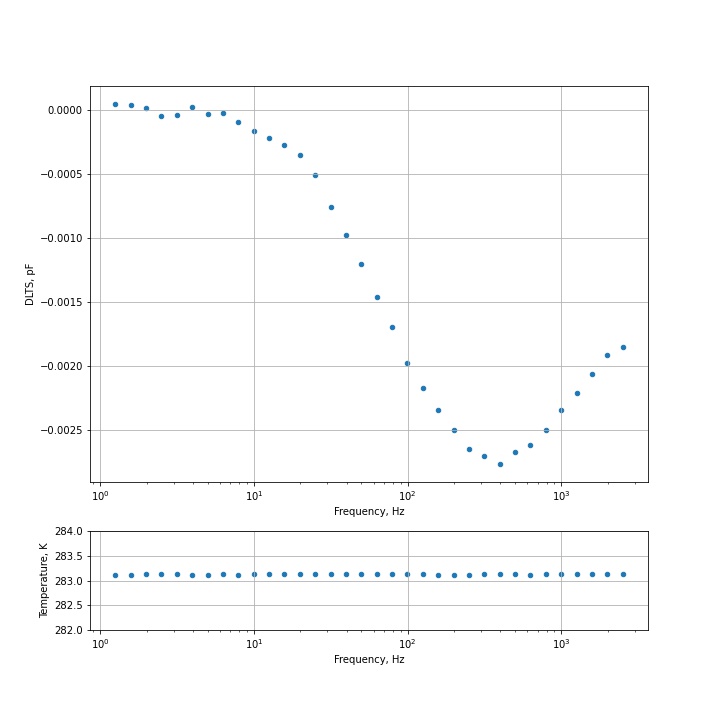 0.0000
−0.0005
−0.0010
−0.0015
−0.0020
−0.0025
DLTS, pF
10⁰ 10¹ 10² 10³
Frequency, Hz
284.0
283.5
283.0
282.5
282.0
Temperature, K
10⁰ 10¹ 10² 10³
Frequency, Hz